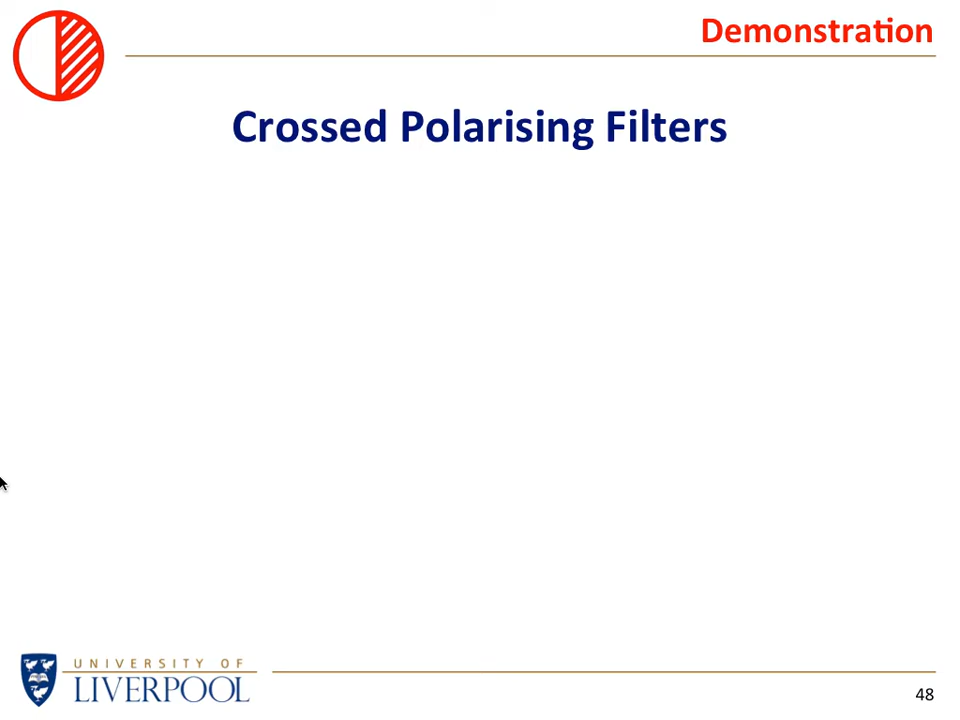 Demonstration
Crossed Polarising Filters
UNIVERSITY OF
LIVERPOOL
48